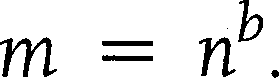 m = n^b.